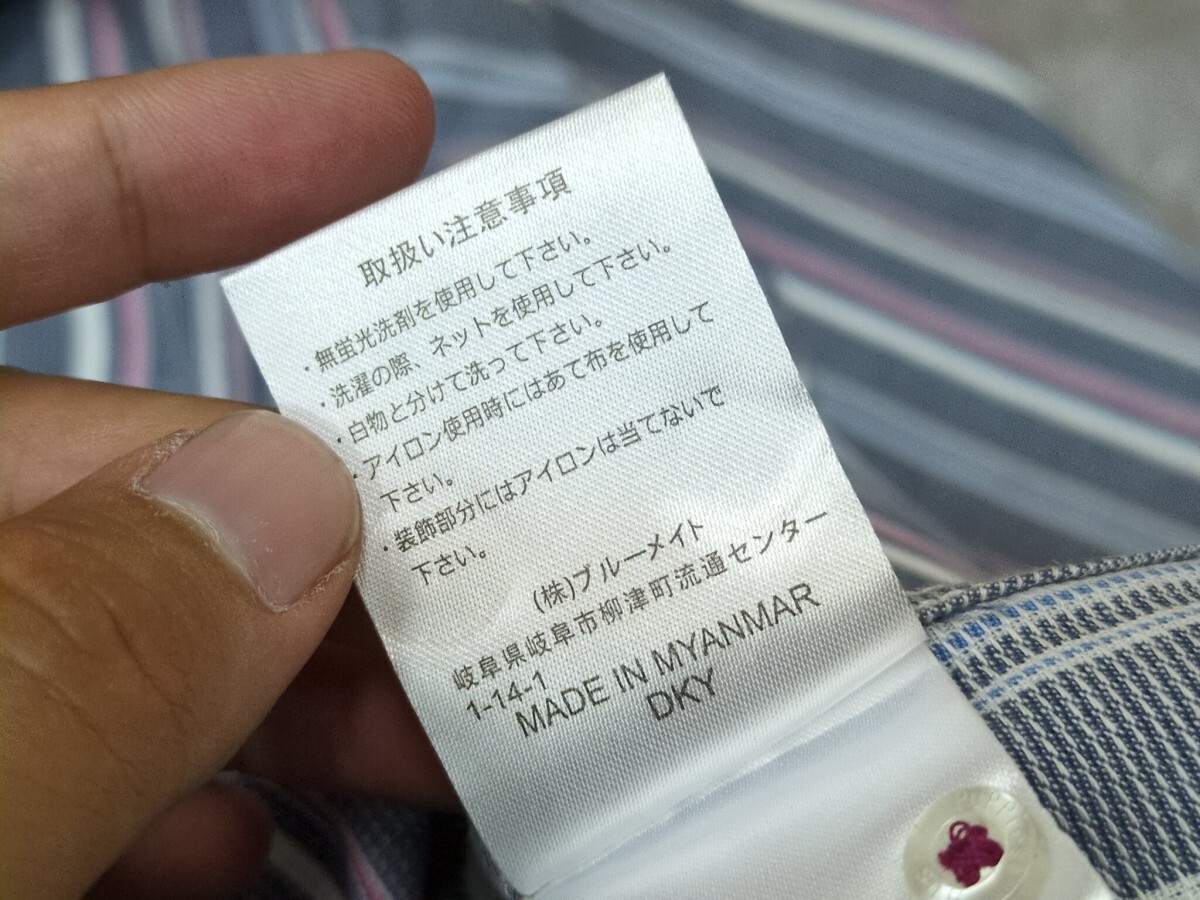 取扱い注意事項
・無蛍光洗剤を使用して下さい。
・洗濯の際、ネットを使用して下さい。
・白物と分けて洗って下さい。
・アイロン使用時にはあて布を使用して
下さい。
・装飾部分にはアイロンは当てないで
下さい。
(株)ブルーメイト
岐阜県岐阜市柳津町流通センター
1-14-1
MADE IN MYANMAR
DKY